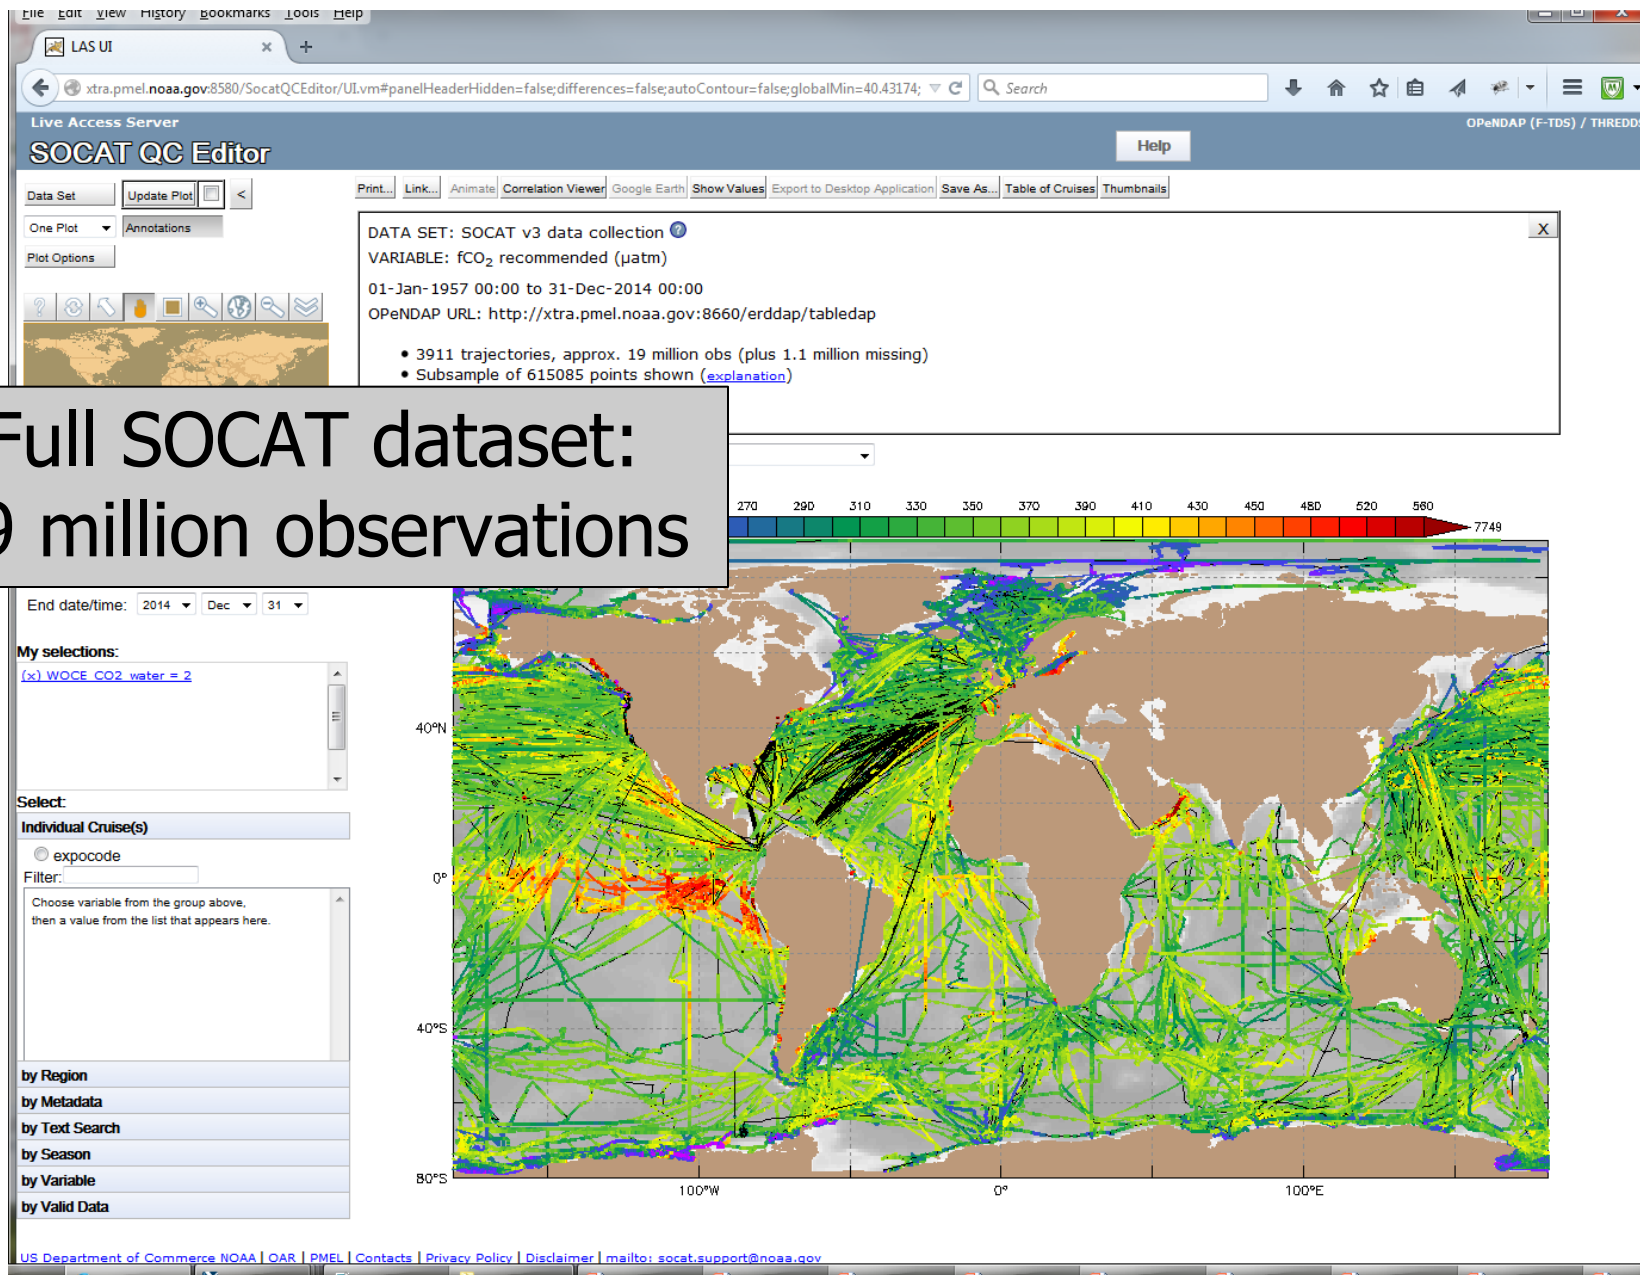 File Edit View History Bookmarks Tools Help
LAS UI
xtra.pmel.noaa.gov:8580/SocatQCEditor/UI.vm#panelHeaderHidden=false;differences=false;autoContour=false;globalMin=40.43174;
Search
Live Access Server
OPeNDAP (F-TDS) / THREDDS
SOCAT QC Editor
Help
Data Set
Update Plot
<
Print... Link... Animate Correlation Viewer Google Earth Show Values Export to Desktop Application Save As... Table of Cruises Thumbnails
One Plot
Annotations
Plot Options
DATA SET: SOCAT v3 data collection
X
VARIABLE: fCO2 recommended (µatm)
01-Jan-1957 00:00 to 31-Dec-2014 00:00
OPeNDAP URL: http://xtra.pmel.noaa.gov:8660/erddap/tabledap
• 3911 trajectories, approx. 19 million obs (plus 1.1 million missing)
• Subsample of 615085 points shown (explanation)
Full SOCAT dataset:
9 million observations
270 290 310 330 350 370 390 410 430 450 480 520 560
7749
End date/time: 2014 Dec 31
My selections:
(x) WOCE CO2 water = 2
Select:
Individual Cruise(s)
expocode
Filter:
Choose variable from the group above,
then a value from the list that appears here.
by Region
by Metadata
by Text Search
by Season
by Variable
by Valid Data
40°N
0°
40°S
80°S
100°W 0° 100°E
US Department of Commerce NOAA | OAR | PMEL | Contacts | Privacy Policy | Disclaimer | mailto: socat.support@noaa.gov